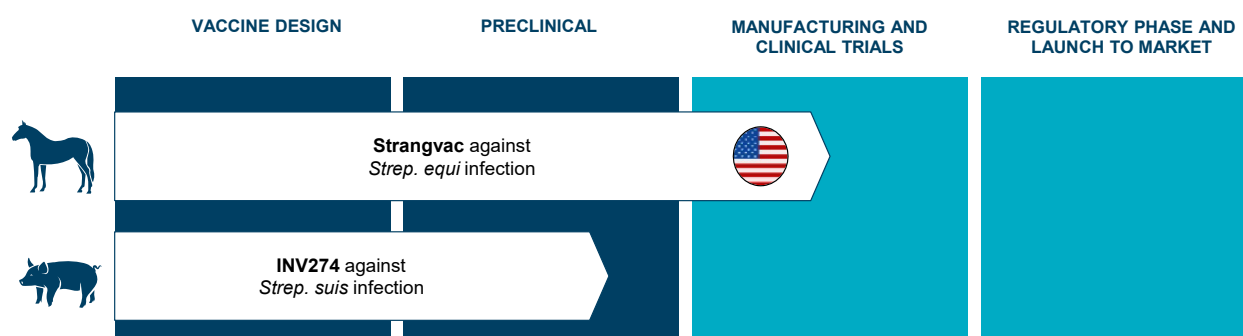 VACCINE DESIGN
PRECLINICAL
MANUFACTURING AND
CLINICAL TRIALS
REGULATORY PHASE AND
LAUNCH TO MARKET
Strangvac against
Strep. equi infection
INV274 against
Strep. suis infection